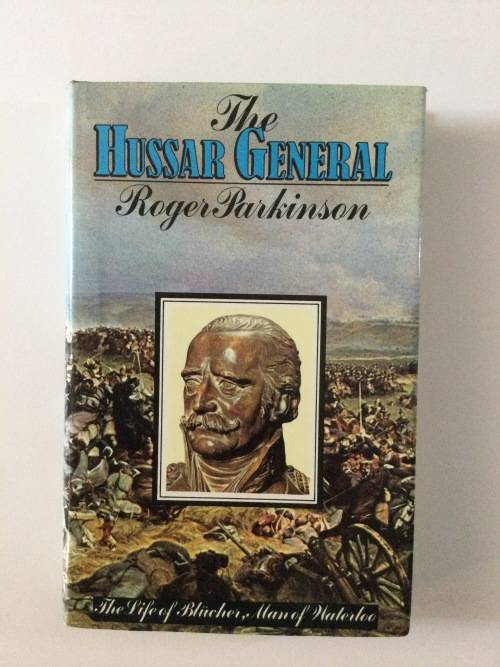 The
HUSSAR GENERAL
Roger Parkinson
The Life of Blücher, Man of Waterloo